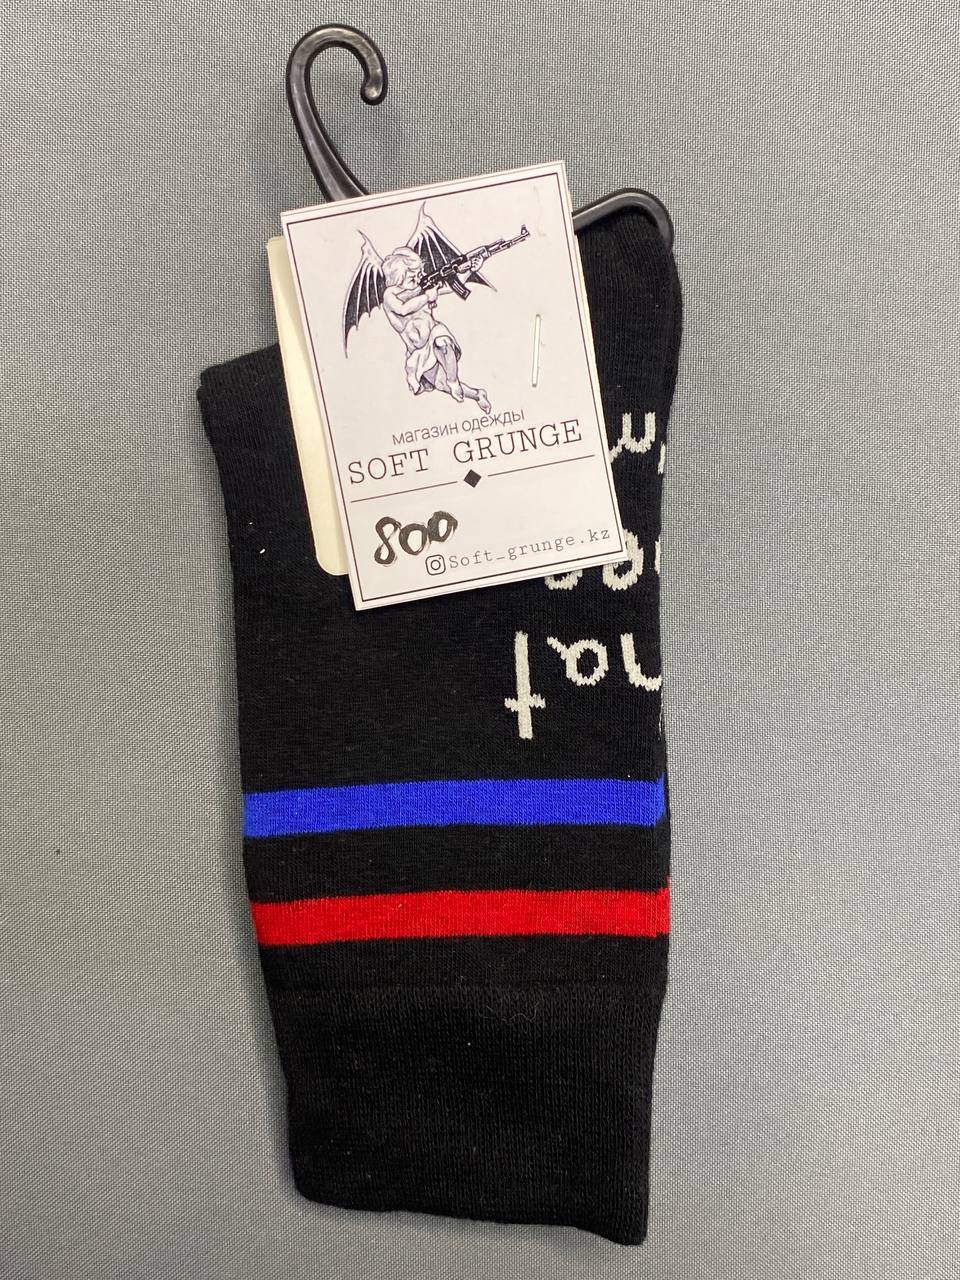 магазин одежды
SOFT GRUNGE
800
Soft_grunge.kz